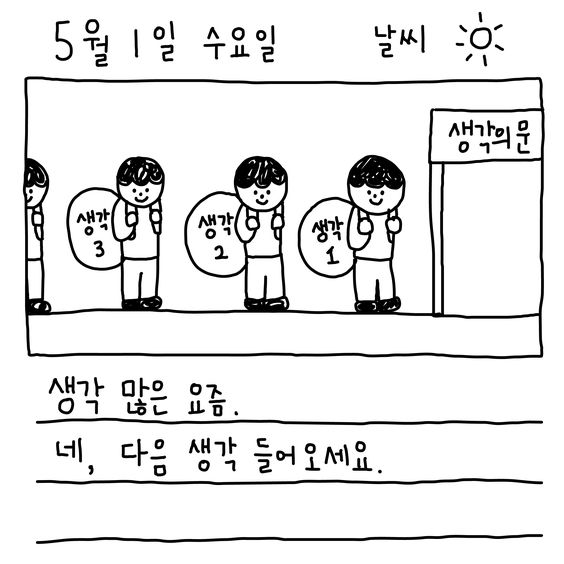 5월 1일 수요일 날씨
생각의 문
생각 3
생각 2
생각 1
생각 많은 요즘.
네, 다음 생각 들어오세요.